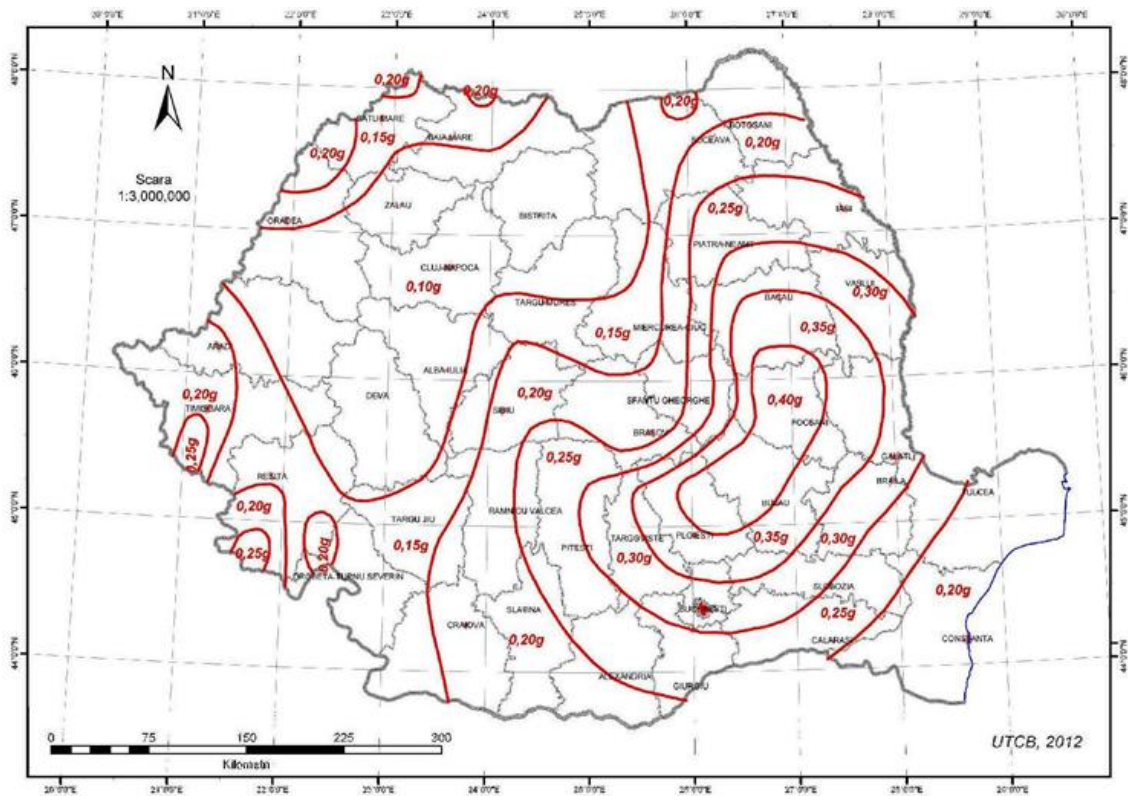 N
Scara
1:3,000,000
0,20g
0,20g
0,20g
BAIA MARE
0,15g
0,20g
BOTOSANI
SUCEAVA
0,20g
ORADEA
ZALAU
BISTRITA
0,25g
IASI
PIATRA-NEAMT
CLUJ-NAPOCA
0,10g
VASLUI
0,30g
TARGU-MURES
BACAU
0,35g
0,15g
MIERCUREA-CIUC
ARAD
ALBA-IULIA
DEVA
0,20g
TIMISOARA
0,20g
SIBIU
SFANTU GHEORGHE
0,40g
FOCSANI
BRASOV
0,25g
0,25g
GALATI
RESITA
BRAILA
TULCEA
0,20g
RAMNICU VALCEA
BUZAU
TARGU JIU
0,15g
0,20g
0,25g
PITESTI
TARGOVISTE
PLOIESTI
0,35g
0,30g
0,30g
DROBETA-TURNU SEVERIN
SLOBOZIA
0,20g
SLATINA
BUCURESTI
0,25g
CRAIOVA
0,20g
CALARASI
CONSTANTA
ALEXANDRIA
GIURGIU
0 75 150 225 300
UTCB, 2012